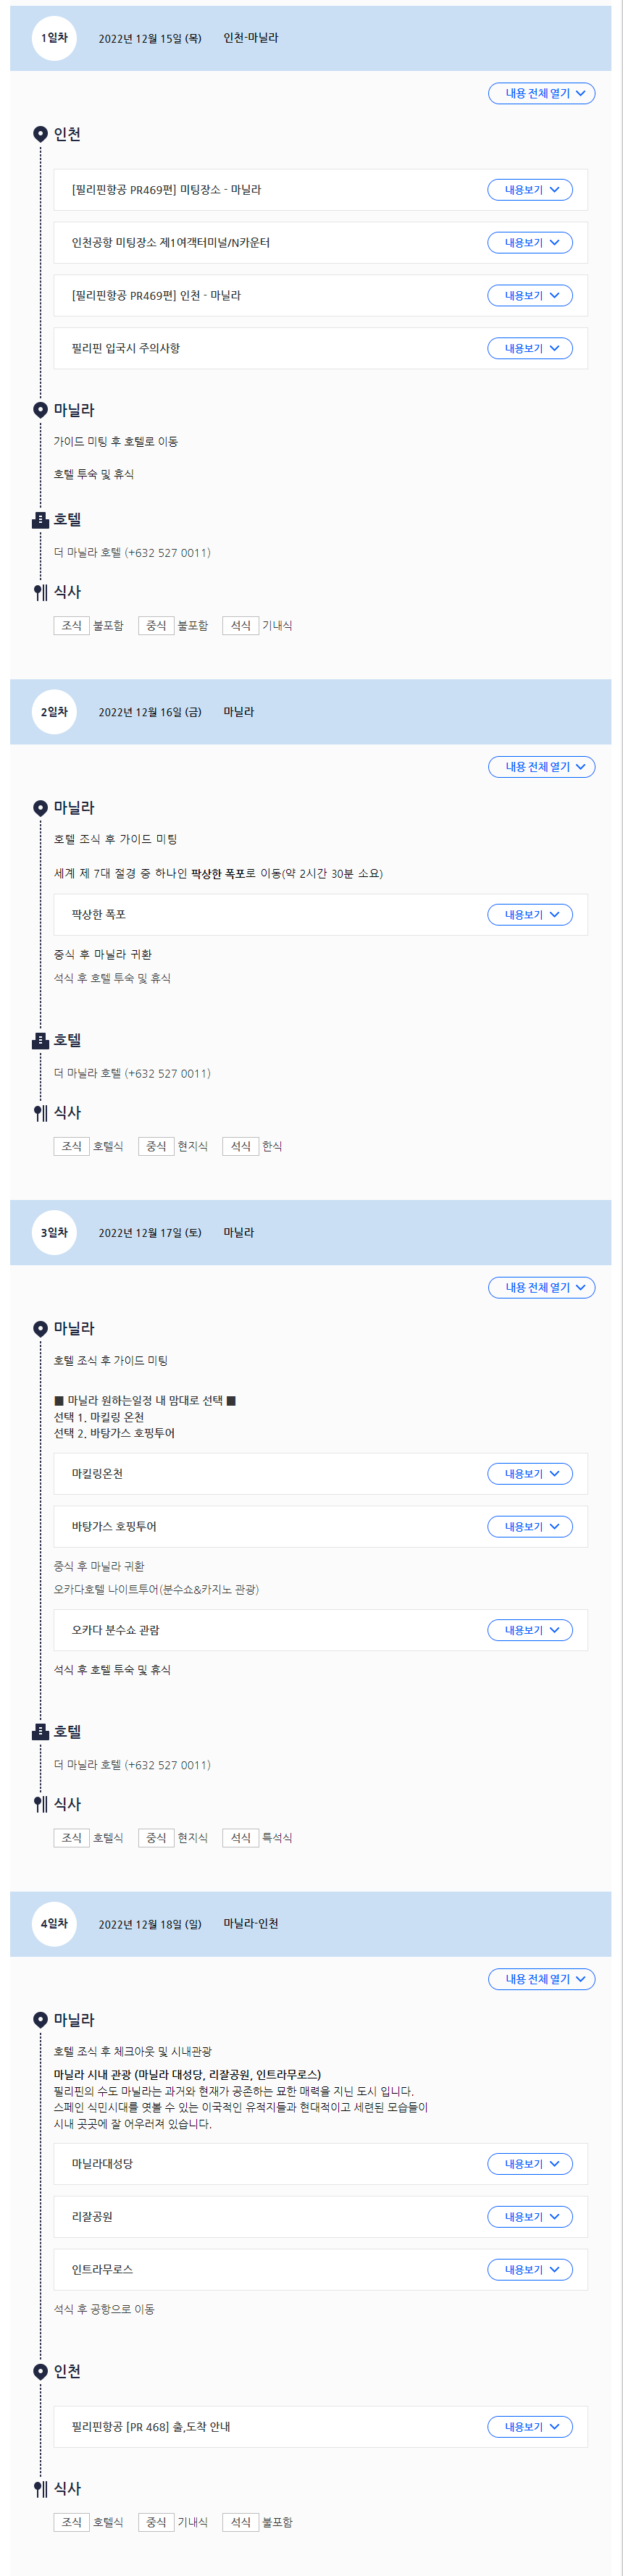 1일차 2022년 12월 15일 (목) 인천-마닐라
내용 전체 열기
인천
[필리핀항공 PR469편] 미팅장소 - 마닐라 내용보기
인천공항 미팅장소 제1여객터미널/N카운터 내용보기
[필리핀항공 PR469편] 인천 - 마닐라 내용보기
필리핀 입국시 주의사항 내용보기
마닐라
가이드 미팅 후 호텔로 이동
호텔 투숙 및 휴식
호텔
더 마닐라 호텔 (+632 527 0011)
식사
조식 불포함 중식 불포함 석식 기내식
2일차 2022년 12월 16일 (금) 마닐라
내용 전체 열기
마닐라
호텔 조식 후 가이드 미팅
세계 제 7대 절경 중 하나인 팍상한 폭포로 이동(약 2시간 30분 소요)
팍상한 폭포 내용보기
중식 후 마닐라 귀환
석식 후 호텔 투숙 및 휴식
호텔
더 마닐라 호텔 (+632 527 0011)
식사
조식 호텔식 중식 현지식 석식 한식
3일차 2022년 12월 17일 (토) 마닐라
내용 전체 열기
마닐라
호텔 조식 후 가이드 미팅
■ 마닐라 원하는일정 내 맘대로 선택 ■
선택 1. 마킬링 온천
선택 2. 바탕가스 호핑투어
마킬링온천 내용보기
바탕가스 호핑투어 내용보기
중식 후 마닐라 귀환
오카다호텔 나이트투어(분수쇼&카지노 관광)
오카다 분수쇼 관람 내용보기
석식 후 호텔 투숙 및 휴식
호텔
더 마닐라 호텔 (+632 527 0011)
식사
조식 호텔식 중식 현지식 석식 특석식
4일차 2022년 12월 18일 (일) 마닐라-인천
내용 전체 열기
마닐라
호텔 조식 후 체크아웃 및 시내관광
마닐라 시내 관광 (마닐라 대성당, 리잘공원, 인트라무로스)
필리핀의 수도 마닐라는 과거와 현재가 공존하는 묘한 매력을 지닌 도시 입니다.
스페인 식민시대를 엿볼 수 있는 이국적인 유적지들과 현대적이고 세련된 모습들이
시내 곳곳에 잘 어우러져 있습니다.
마닐라대성당 내용보기
리잘공원 내용보기
인트라무로스 내용보기
석식 후 공항으로 이동
인천
필리핀항공 [PR 468] 출,도착 안내 내용보기
식사
조식 호텔식 중식 기내식 석식 불포함